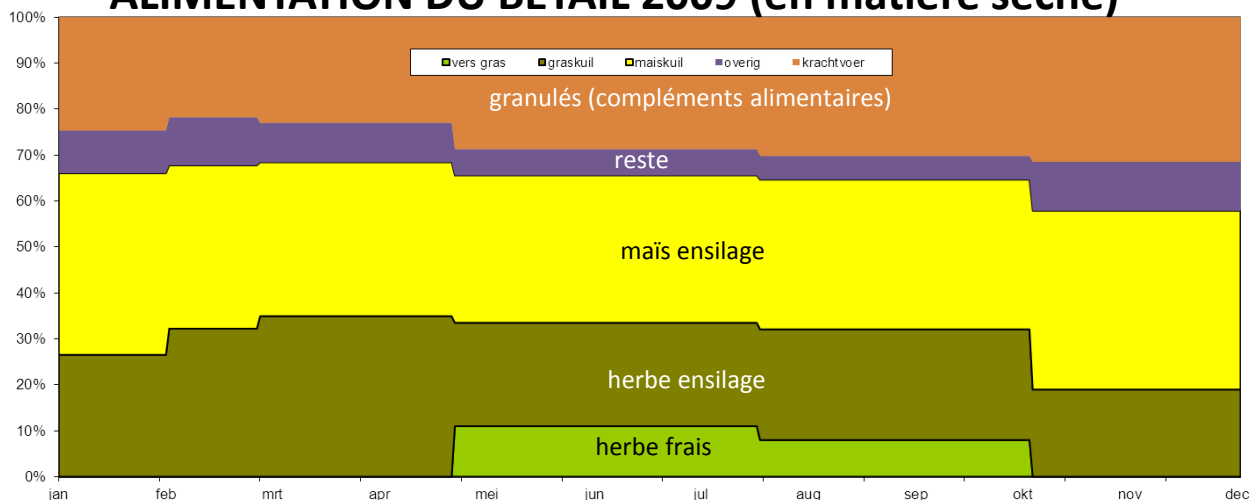 ALIMENTATION DU BETAIL 2009 (en matière sèche)
100%
90%
80%
70%
60%
50%
40%
30%
20%
10%
0%
vers gras graskuil maiskuil overig krachtvoer
granulés (compléments alimentaires)
reste
maïs ensilage
herbe ensilage
herbe frais
jan feb mrt apr mei jun jul aug sep okt nov dec